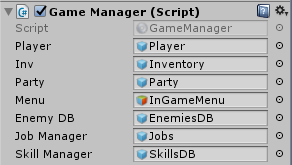 Game Manager (Script)
Script GameManager
Player Player
Inv Inventory
Party Party
Menu InGameMenu
Enemy DB EnemiesDB
Job Manager Jobs
Skill Manager SkillsDB